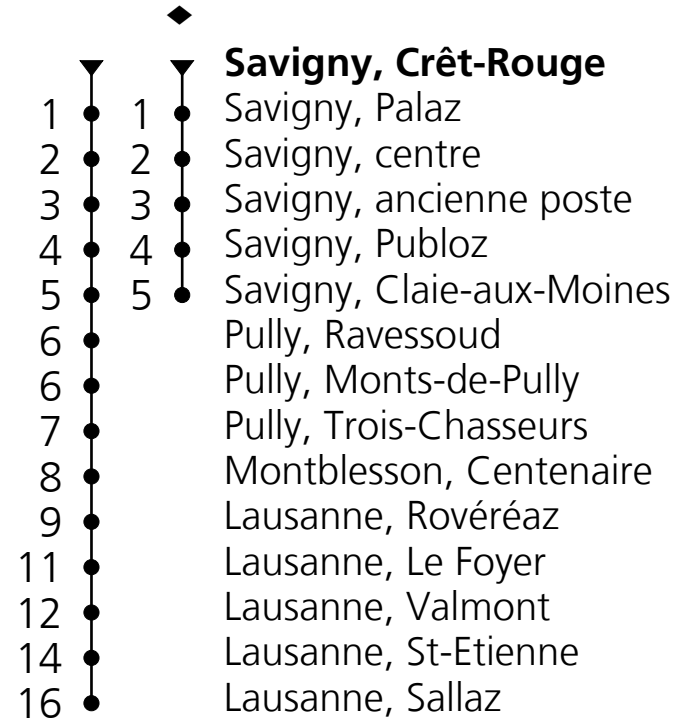 Savigny, Crêt-Rouge
1 1 Savigny, Palaz
2 2 Savigny, centre
3 3 Savigny, ancienne poste
4 4 Savigny, Publoz
5 5 Savigny, Claie-aux-Moines
6 Pully, Ravessoud
6 Pully, Monts-de-Pully
7 Pully, Trois-Chasseurs
8 Montblesson, Centenaire
9 Lausanne, Rovéréaz
11 Lausanne, Le Foyer
12 Lausanne, Valmont
14 Lausanne, St-Etienne
16 Lausanne, Sallaz